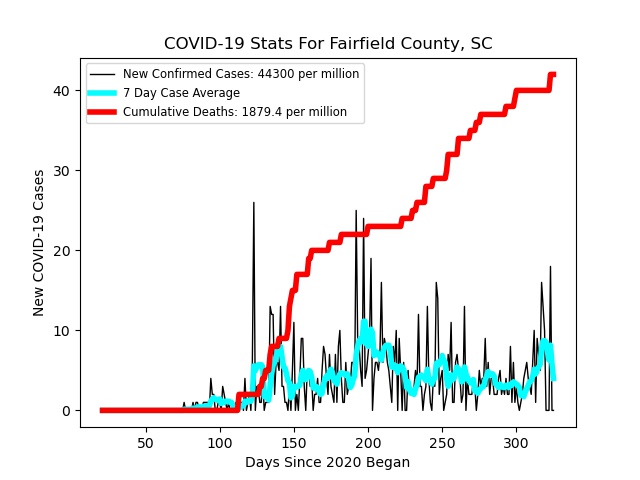 COVID-19 Stats For Fairfield County, SC
New Confirmed Cases: 44300 per million
7 Day Case Average
Cumulative Deaths: 1879.4 per million
New COVID-19 Cases
40
30
20
10
0
50 100 150 200 250 300
Days Since 2020 Began